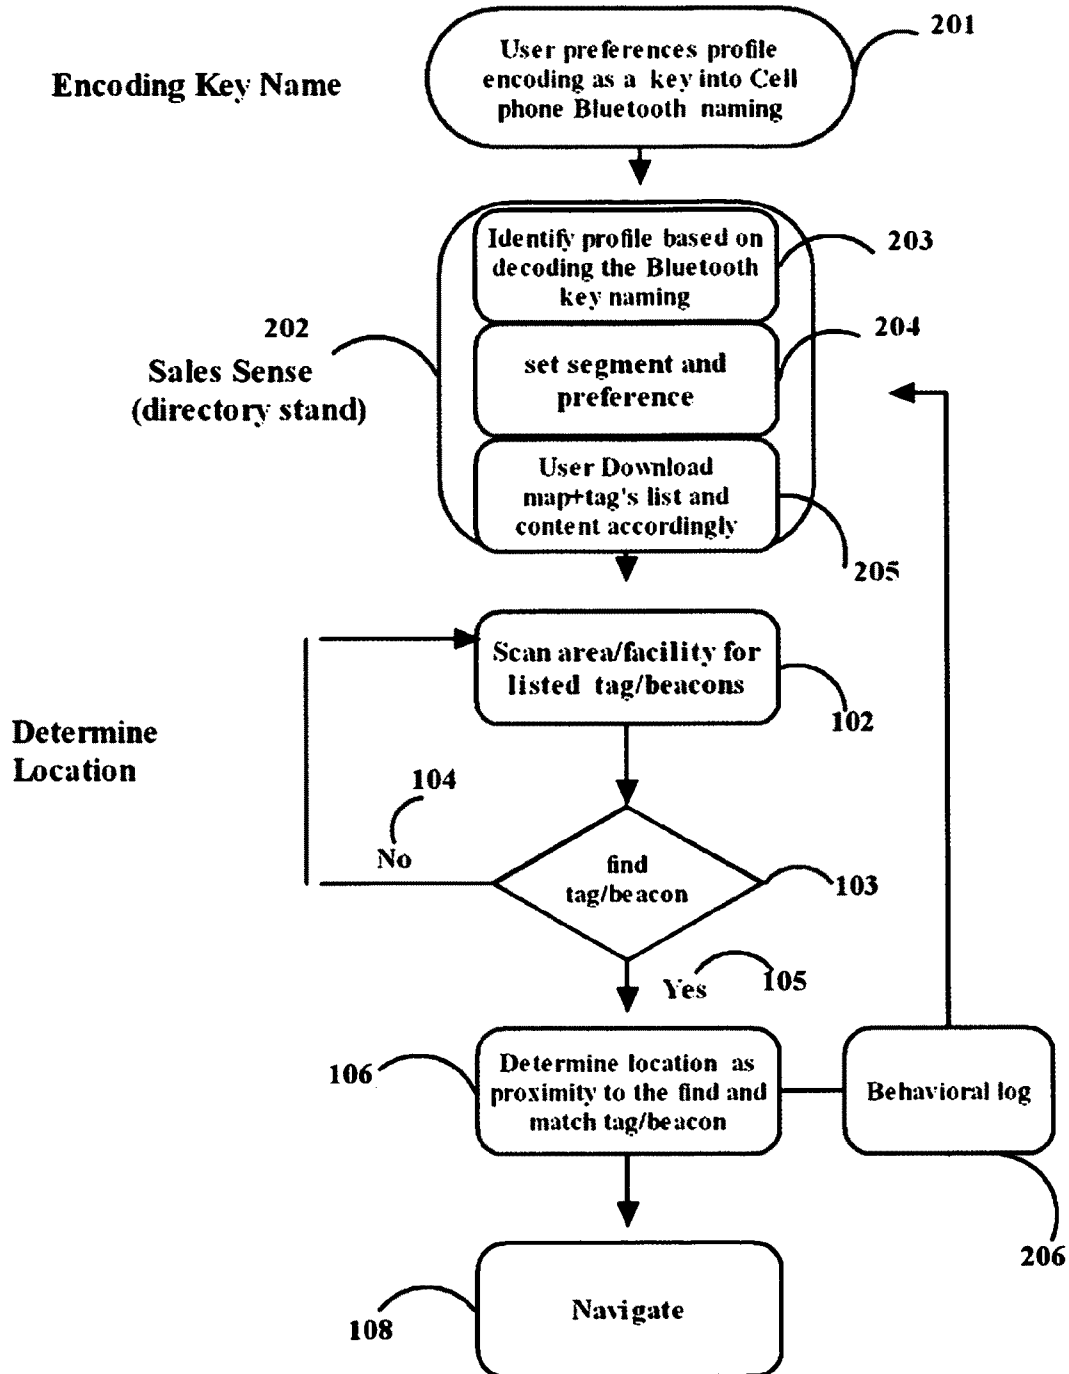 201
User preferences profile
encoding as a key into Cell
phone Bluetooth naming
Encoding Key Name
Identify profile based on
decoding the Bluetooth
key naming
203
202
Sales Sense
(directory stand)
set segment and
preference
204
User Download
map+tag's list and
content accordingly
205
Scan area/facility for
listed tag/beacons
102
Determine
Location
104
No
find
tag/beacon
103
Yes
105
106
Determine location as
proximity to the find and
match tag/beacon
Behavioral log
206
Navigate
108